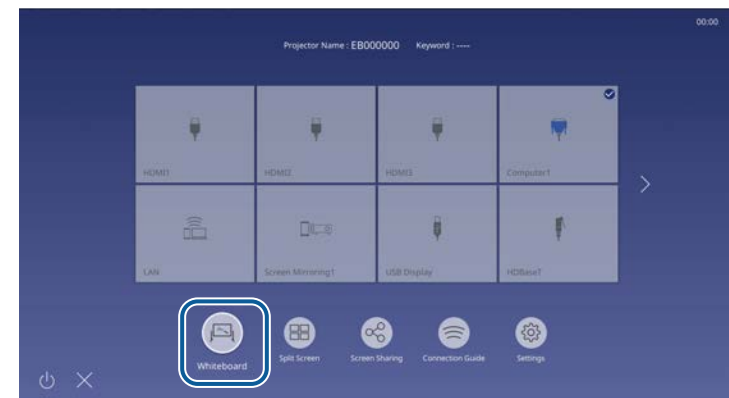 00:00
Projector Name : EB000000 Keyword : ----
HDMI1 HDMI2 HDMI3 Computer1
LAN Screen Mirroring1 USB Display HDBaseT
Whiteboard Split Screen Screen Sharing Connection Guide Settings